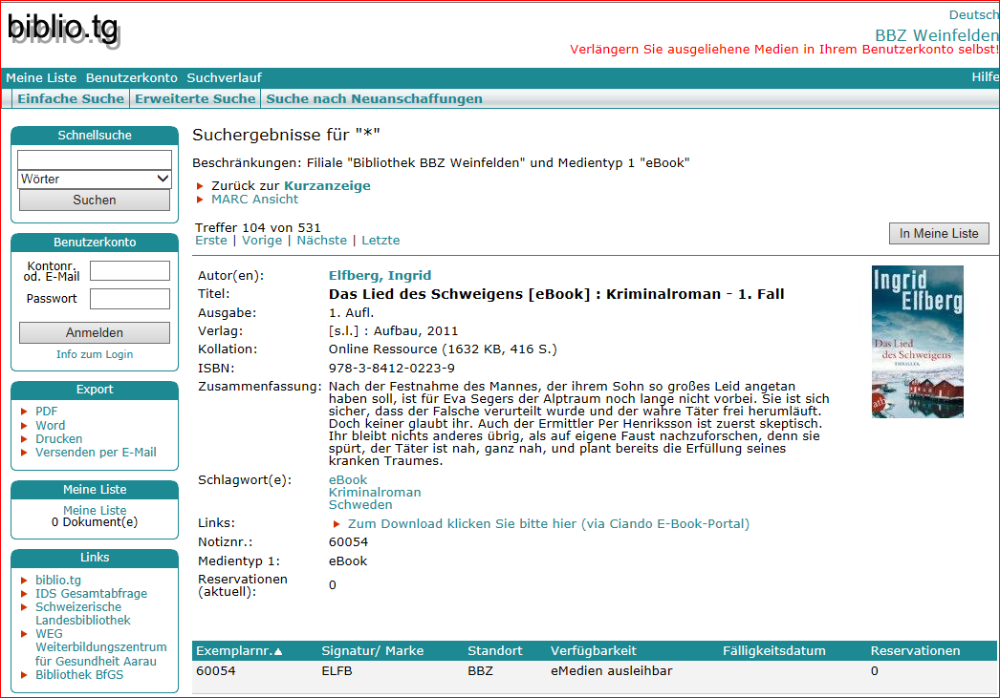 biblio.tg
Deutsch
BBZ Weinfelden
Verlängern Sie ausgeliehene Medien in Ihrem Benutzerkonto selbst!
Meine Liste Benutzerkonto Suchverlauf Hilfe
Einfache Suche Erweiterte Suche Suche nach Neuanschaffungen
Schnellsuche
Wörter
Suchen
Benutzerkonto
Kontonr.
od. E-Mail
Passwort
Anmelden
Info zum Login
Export
PDF
Word
Drucken
Versenden per E-Mail
Meine Liste
Meine Liste
0 Dokument(e)
Links
biblio.tg
IDS Gesamtabfrage
Schweizerische
Landesbibliothek
WEG
Weiterbildungszentrum
für Gesundheit Aarau
Bibliothek BfGS
Suchergebnisse für "*"
Beschränkungen: Filiale "Bibliothek BBZ Weinfelden" und Medientyp 1 "eBook"
Zurück zur Kurzanzeige
MARC Ansicht
Treffer 104 von 531
Erste | Vorige | Nächste | Letzte
In Meine Liste
Autor(en): Elfberg, Ingrid
Titel: Das Lied des Schweigens [eBook] : Kriminalroman - 1. Fall
Ausgabe: 1. Aufl.
Verlag: [s.l.] : Aufbau, 2011
Kollation: Online Ressource (1632 KB, 416 S.)
ISBN: 978-3-8412-0223-9
Zusammenfassung: Nach der Festnahme des Mannes, der ihrem Sohn so großes Leid angetan
haben soll, ist für Eva Segers der Alptraum noch lange nicht vorbei. Sie ist sich
sicher, dass der Falsche verurteilt wurde und der wahre Täter frei herumläuft.
Doch keiner glaubt ihr. Auch der Ermittler Per Henriksson ist zuerst skeptisch.
Ihr bleibt nichts anderes übrig, als auf eigene Faust nachzuforschen, denn sie
spürt, der Täter ist nah, ganz nah, und plant bereits die Erfüllung seines
kranken Traumes.
Schlagwort(e): eBook
Kriminalroman
Schweden
Links: Zum Download klicken Sie bitte hier (via Ciando E-Book-Portal)
Notiznr.: 60054
Medientyp 1: eBook
Reservationen
(aktuell): 0
Ingrid
Elfberg
Das Lied
des Schweigens
THRILLER
atb
Exemplarnr. Signatur/ Marke Standort Verfügbarkeit Fälligkeitsdatum Reservationen
60054 ELFB BBZ eMedien ausleihbar 0